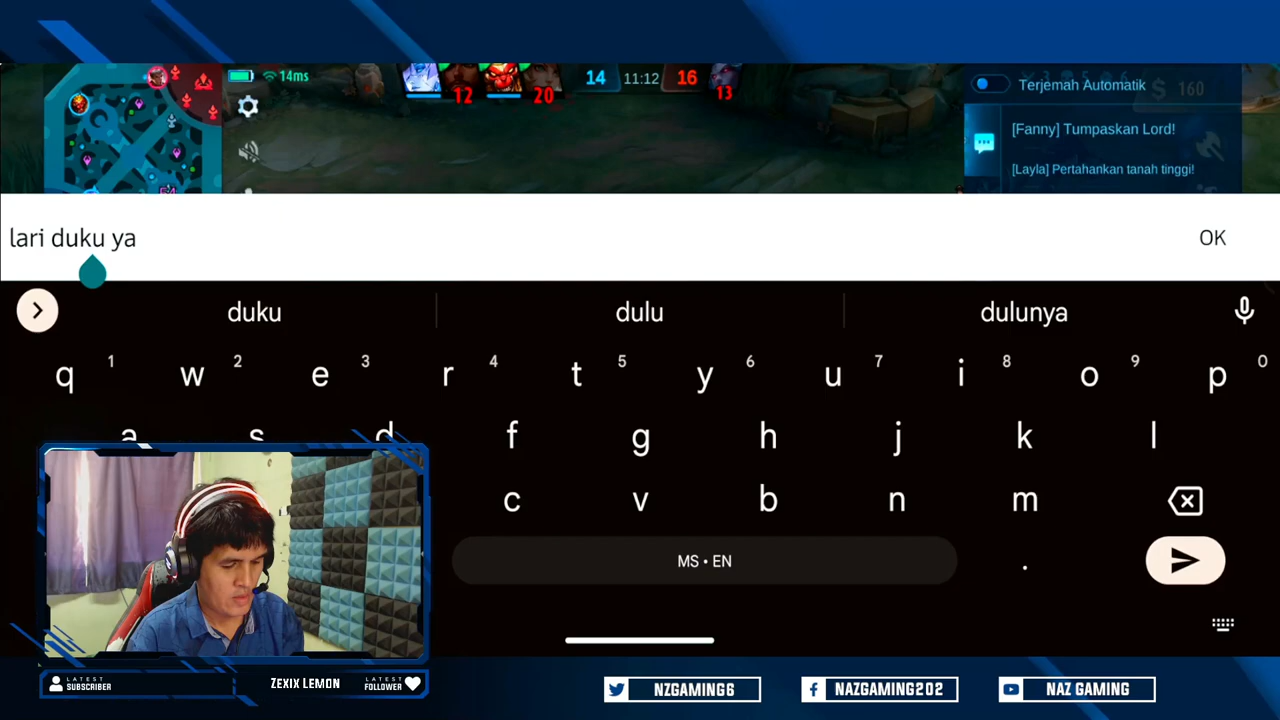 14ms
12
20
14
11:12
16
13
Terjemah Automatik
160
[Fanny] Tumpaskan Lord!
[Layla] Pertahankan tanah tinggi!
lari duku ya
OK
duku
dulu
dulunya
q 1 w 2 e 3 r 4 t 5 y 6 u 7 i 8 o 9 p 0
a s d f g h j k l
c v b n m
MS • EN
.
LATEST
SUBSCRIBER
ZEXIX LEMON
LATEST
FOLLOWER
NZGAMING6
NAZGAMING202
NAZ GAMING